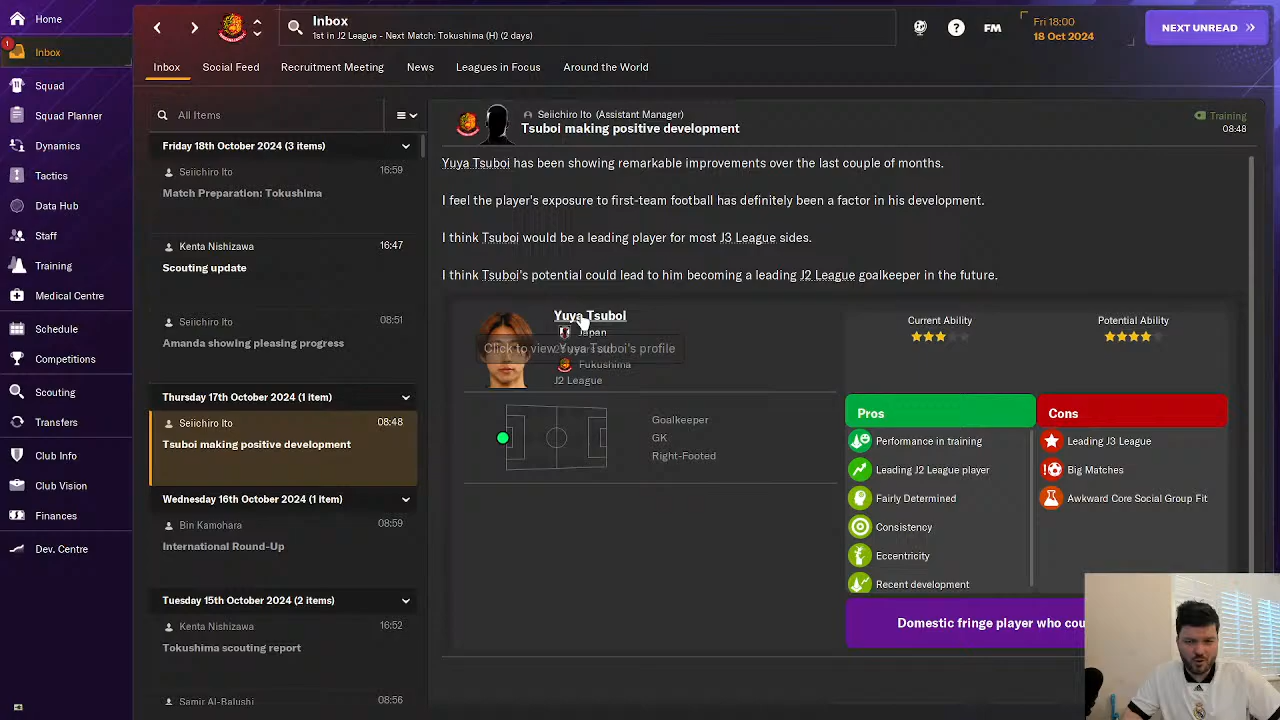 Home
Inbox
1
Squad
Squad Planner
Dynamics
Tactics
Data Hub
Staff
Training
Medical Centre
Schedule
Competitions
Scouting
Transfers
Club Info
Club Vision
Finances
Dev. Centre
Inbox
1st in J2 League - Next Match: Tokushima (H) (2 days)
?
FM
Fri 18:00
18 Oct 2024
NEXT UNREAD
Inbox
Social Feed
Recruitment Meeting
News
Leagues in Focus
Around the World
All Items
Friday 18th October 2024 (3 items)
Seiichiro Ito 16:59
Match Preparation: Tokushima
Kenta Nishizawa 16:47
Scouting update
Seiichiro Ito 08:51
Amanda showing pleasing progress
Thursday 17th October 2024 (1 item)
Seiichiro Ito 08:48
Tsuboi making positive development
Wednesday 16th October 2024 (1 item)
Bin Kamohara 08:59
International Round-Up
Tuesday 15th October 2024 (2 items)
Kenta Nishizawa 16:52
Tokushima scouting report
Samir Al-Balushi 08:56
Seiichiro Ito (Assistant Manager)
Tsuboi making positive development
Training
08:48
Yuya Tsuboi has been showing remarkable improvements over the last couple of months.
I feel the player's exposure to first-team football has definitely been a factor in his development.
I think Tsuboi would be a leading player for most J3 League sides.
I think Tsuboi's potential could lead to him becoming a leading J2 League goalkeeper in the future.
Yuya Tsuboi
Japan
Click to view Yuya Tsuboi's profile
Fukushima
J2 League
Goalkeeper
GK
Right-Footed
Current Ability
Potential Ability
Pros
Performance in training
Leading J2 League player
Fairly Determined
Consistency
Eccentricity
Recent development
Cons
Leading J3 League
Big Matches
Awkward Core Social Group Fit
Domestic fringe player who cou